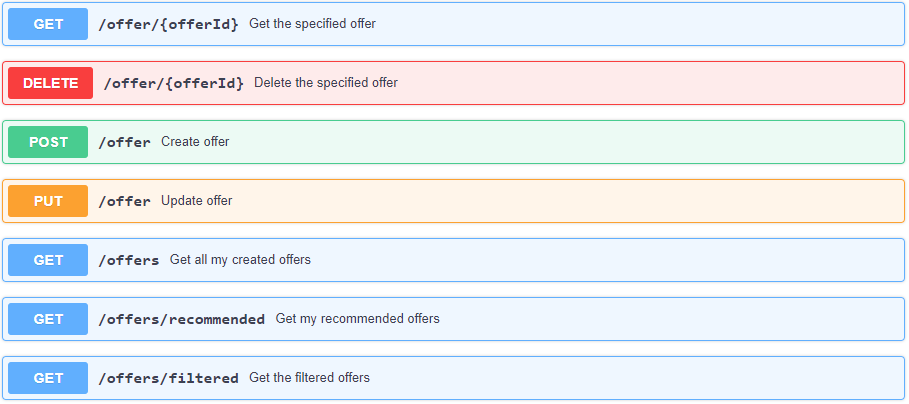 GET /offer/{offerId} Get the specified offer
DELETE /offer/{offerId} Delete the specified offer
POST /offer Create offer
PUT /offer Update offer
GET /offers Get all my created offers
GET /offers/recommended Get my recommended offers
GET /offers/filtered Get the filtered offers